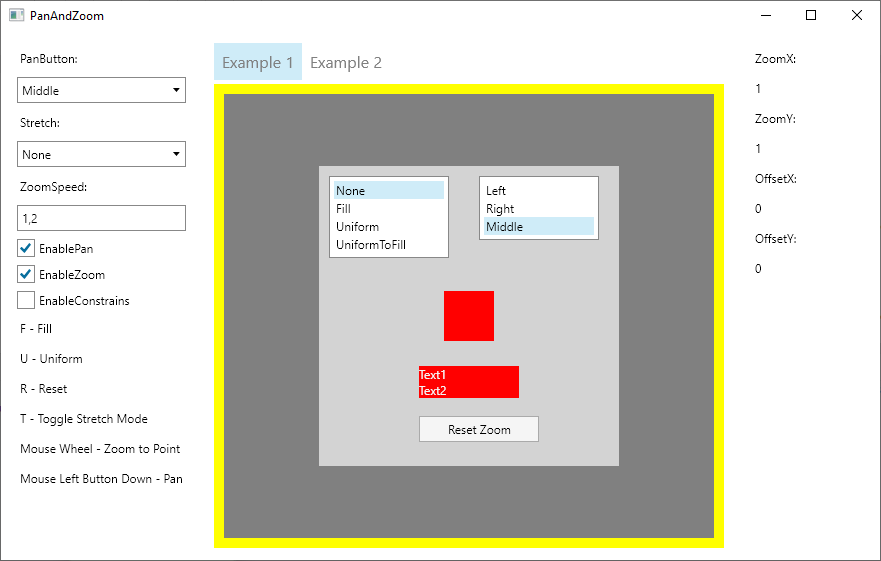 PanAndZoom
PanButton:
Middle
Stretch:
None
ZoomSpeed:
1,2
EnablePan
EnableZoom
EnableConstrains
F - Fill
U - Uniform
R - Reset
T - Toggle Stretch Mode
Mouse Wheel - Zoom to Point
Mouse Left Button Down - Pan
Example 1
Example 2
None
Fill
Uniform
UniformToFill
Left
Right
Middle
Text1
Text2
Reset Zoom
ZoomX:
1
ZoomY:
1
OffsetX:
0
OffsetY:
0